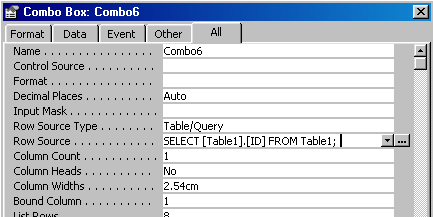 Combo Box: Combo6
Format Data Event Other All
Name . . . . . . . . . . . . . . . . Combo6
Control Source . . . . . . . . . .
Format . . . . . . . . . . . . . . .
Decimal Places . . . . . . . . . . Auto
Input Mask . . . . . . . . . . . .
Row Source Type . . . . . . . . Table/Query
Row Source . . . . . . . . . . . . SELECT [Table1].[ID] FROM Table1; ...
Column Count . . . . . . . . . . 1
Column Heads . . . . . . . . . . No
Column Widths . . . . . . . . . . 2.54cm
Bound Column . . . . . . . . . . 1
List Rows . . . . . . . . . . . . . 8